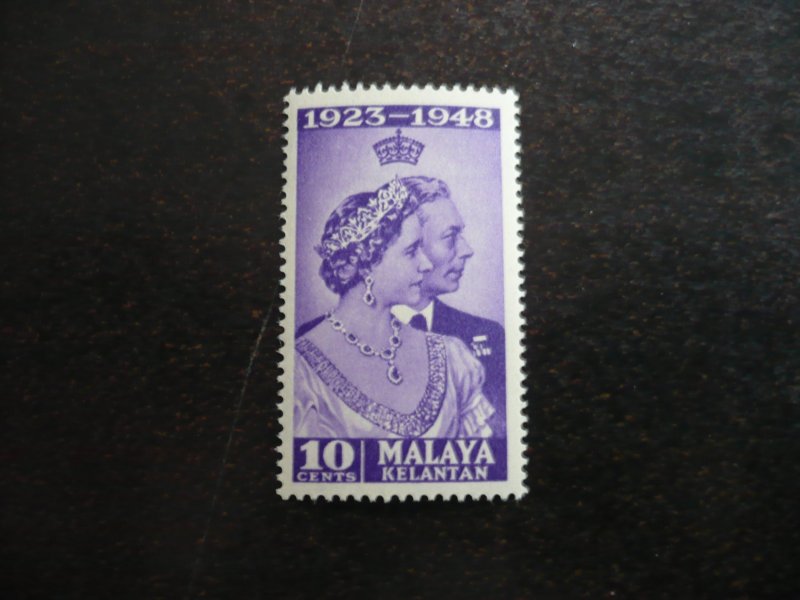 1923-1948
10 CENTS
MALAYA
KELANTAN